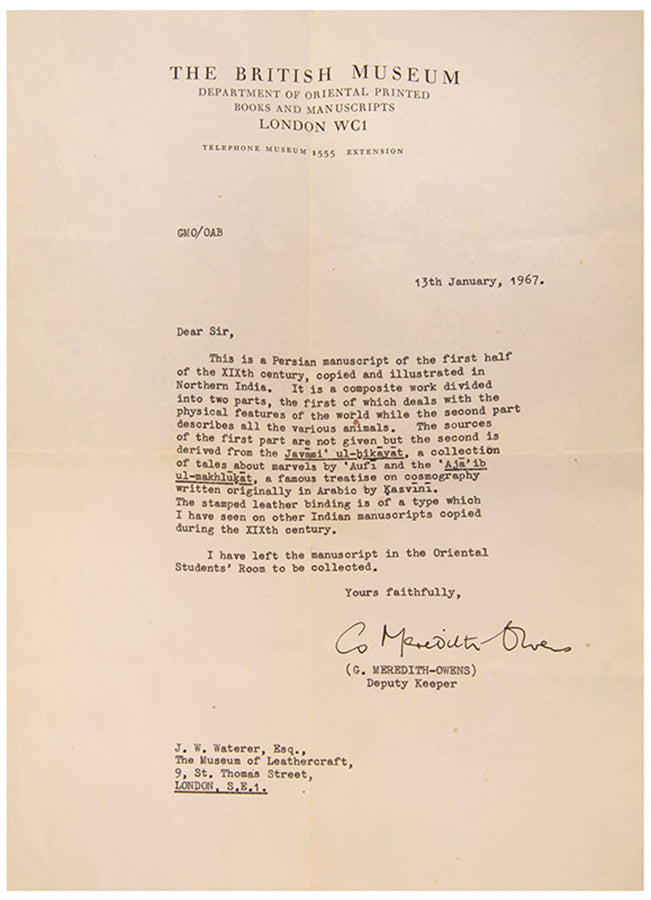 THE BRITISH MUSEUM
DEPARTMENT OF ORIENTAL PRINTED
BOOKS AND MANUSCRIPTS
LONDON WC1
TELEPHONE MUSEUM 1555 EXTENSION
GMO/OAB
13th January, 1967.
Dear Sir,
This is a Persian manuscript of the first half
of the XIXth century, copied and illustrated in
Northern India. It is a composite work divided
into two parts, the first of which deals with the
physical features of the world while the second part
describes all the various animals. The sources
of the first part are not given but the second is
derived from the Javāmi' ul-ḥikāyāt, a collection
of tales about marvels by 'Aufī and the 'Ajā'ib
ul-makhlūḳāt, a famous treatise on cosmography
written originally in Arabic by Ḳazvīnī.
The stamped leather binding is of a type which
I have seen on other Indian manuscripts copied
during the XIXth century.
I have left the manuscript in the Oriental
Students' Room to be collected.
Yours faithfully,
G Meredith-Owens
(G. MEREDITH-OWENS)
Deputy Keeper
J. W. Waterer, Esq.,
The Museum of Leathercraft,
9, St. Thomas Street,
LONDON, S.E.1.